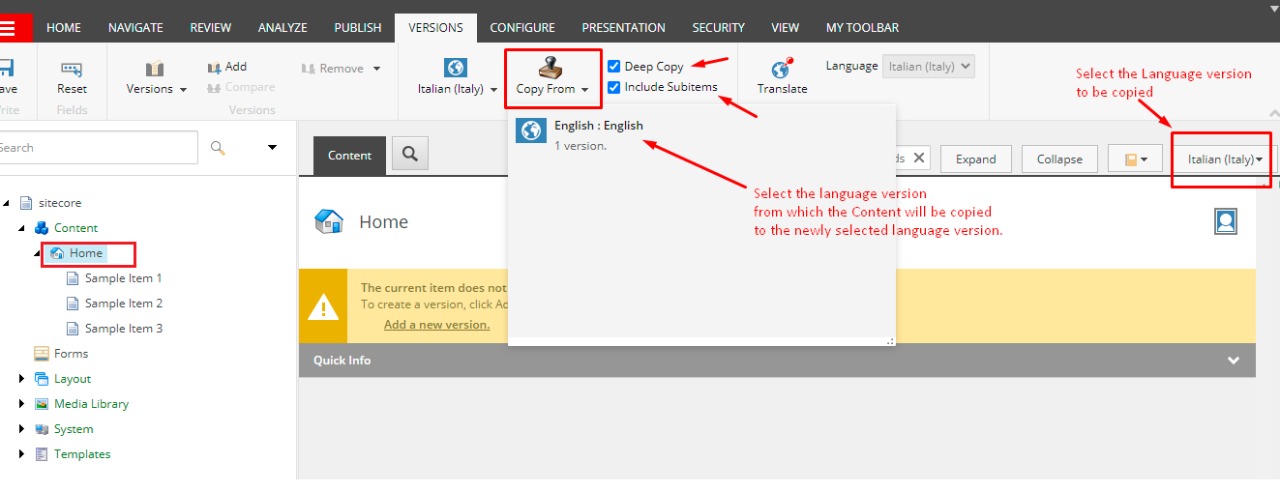 HOME NAVIGATE REVIEW ANALYZE PUBLISH VERSIONS CONFIGURE PRESENTATION SECURITY VIEW MY TOOLBAR
ave Reset Versions Add Remove Italian (Italy) Copy From Deep Copy Translate Language Italian (Italy)
Compare Include Subitems
rite Fields Versions
Select the Language version
to be copied
Search
Content
English : English
1 version.
ds Expand Collapse Italian (Italy)
Select the language version
from which the Content will be copied
to the newly selected language version.
sitecore
Content
Home
Sample Item 1
Sample Item 2
Sample Item 3
Forms
Layout
Media Library
System
Templates
Home
The current item does not
To create a version, click Ad
Add a new version.
Quick Info